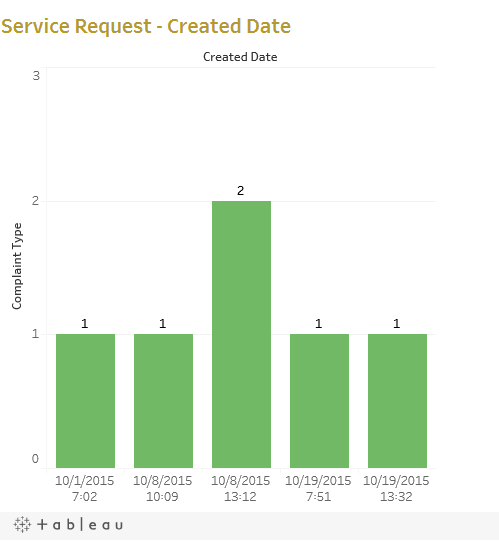 Service Request - Created Date
Created Date
3
2
2
1 1 1 1
1
0
Complaint Type
10/1/2015 10/8/2015 10/8/2015 10/19/2015 10/19/2015
7:02 10:09 13:12 7:51 13:32
+ableau